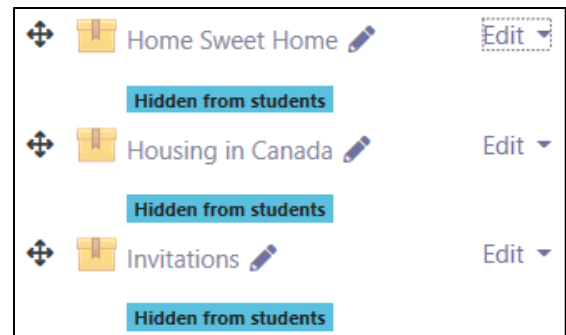 Home Sweet Home Edit
Hidden from students
Housing in Canada Edit
Hidden from students
Invitations Edit
Hidden from students